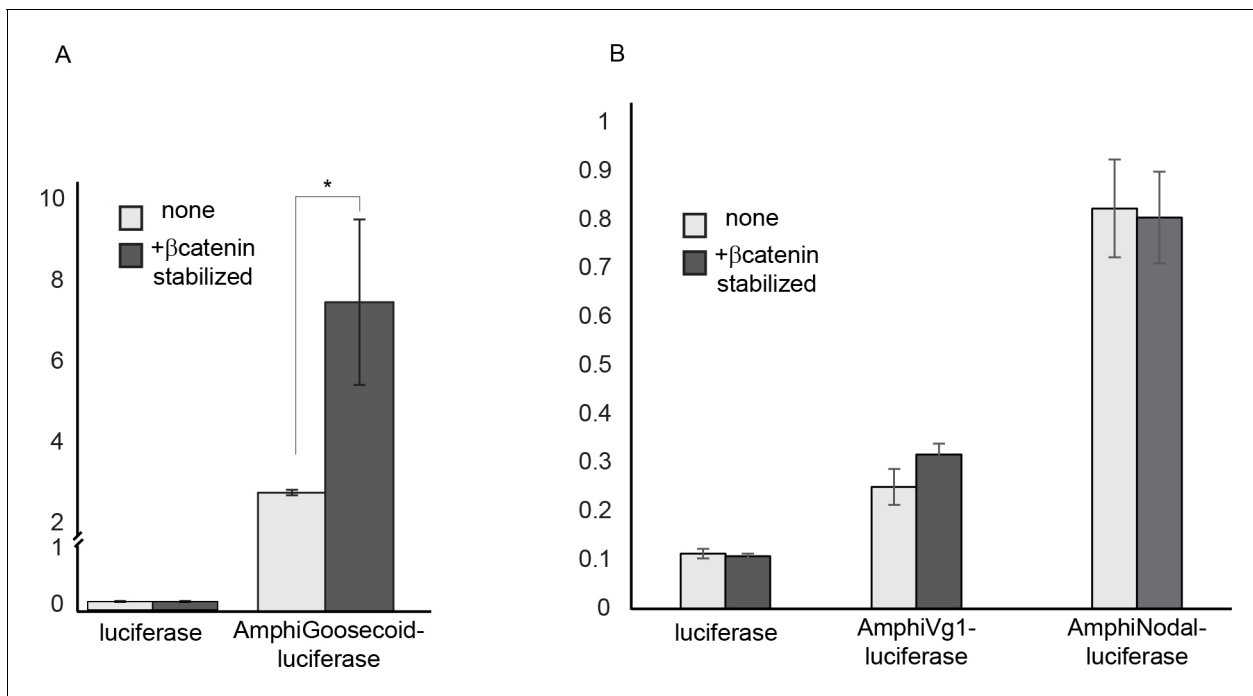 A
10
8
6
4
2
1
0
none
+βcatenin
stabilized
*
luciferase
AmphiGoosecoid-
luciferase
B
1
0.9
0.8
0.7
0.6
0.5
0.4
0.3
0.2
0.1
0
none
+βcatenin
stabilized
luciferase
AmphiVg1-
luciferase
AmphiNodal-
luciferase